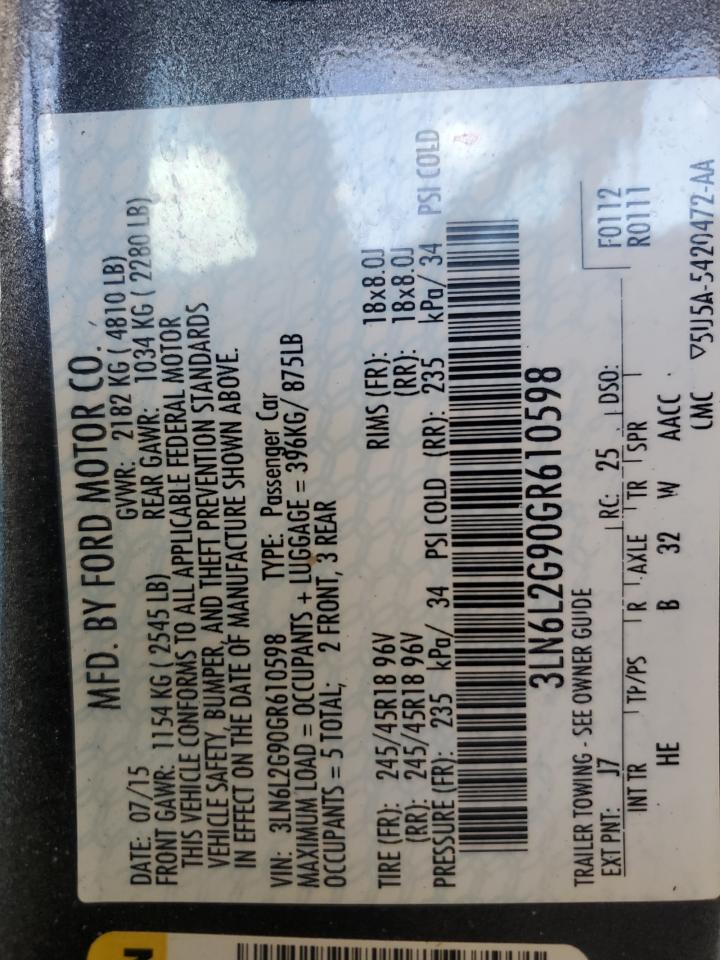 MFD. BY FORD MOTOR CO.
DATE: 07/15 GVWR: 2182 KG ( 4810 LB)
FRONT GAWR: 1154 KG ( 2545 LB) REAR GAWR: 1034 KG ( 2280 LB)
THIS VEHICLE CONFORMS TO ALL APPLICABLE FEDERAL MOTOR
VEHICLE SAFETY, BUMPER, AND THEFT PREVENTION STANDARDS
IN EFFECT ON THE DATE OF MANUFACTURE SHOWN ABOVE.
VIN: 3LN6L2G90GR610598 TYPE: Passenger Car
MAXIMUM LOAD = OCCUPANTS + LUGGAGE = 396KG/ 875LB
OCCUPANTS = 5 TOTAL; 2 FRONT, 3 REAR
TIRE (FR): 245/45R18 96V RIMS (FR): 18x8.0J
(RR): 245/45R18 96V (RR): 18x8.0J
PRESSURE (FR): 235 kPa/ 34 PSI COLD (RR): 235 kPa/ 34 PSI COLD
3LN6L2G90GR610598
TRAILER TOWING - SEE OWNER GUIDE
EXT PNT: J7 RC: 25 DSO: F0112
R0111
INT TR TP/PS R AXLE TR SPR
HE B 32 W AACC
LMC 5U5A-5420472-AA
N